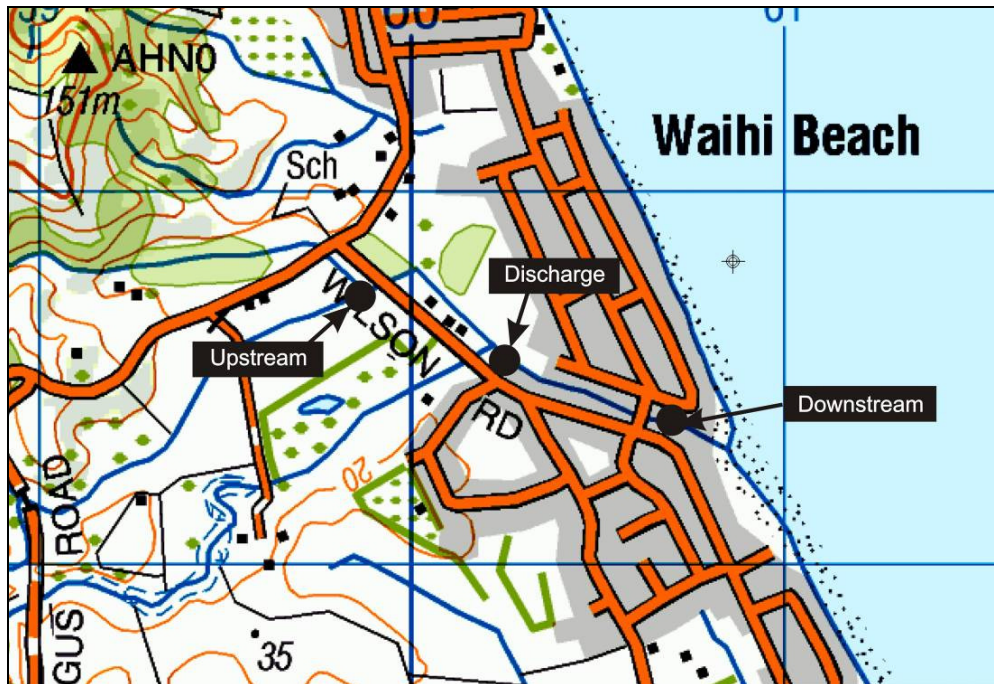 AHN0
151m
Waihi Beach
Sch
Discharge
Upstream
WILSON RD
Downstream
20
ROAD
GUS
35